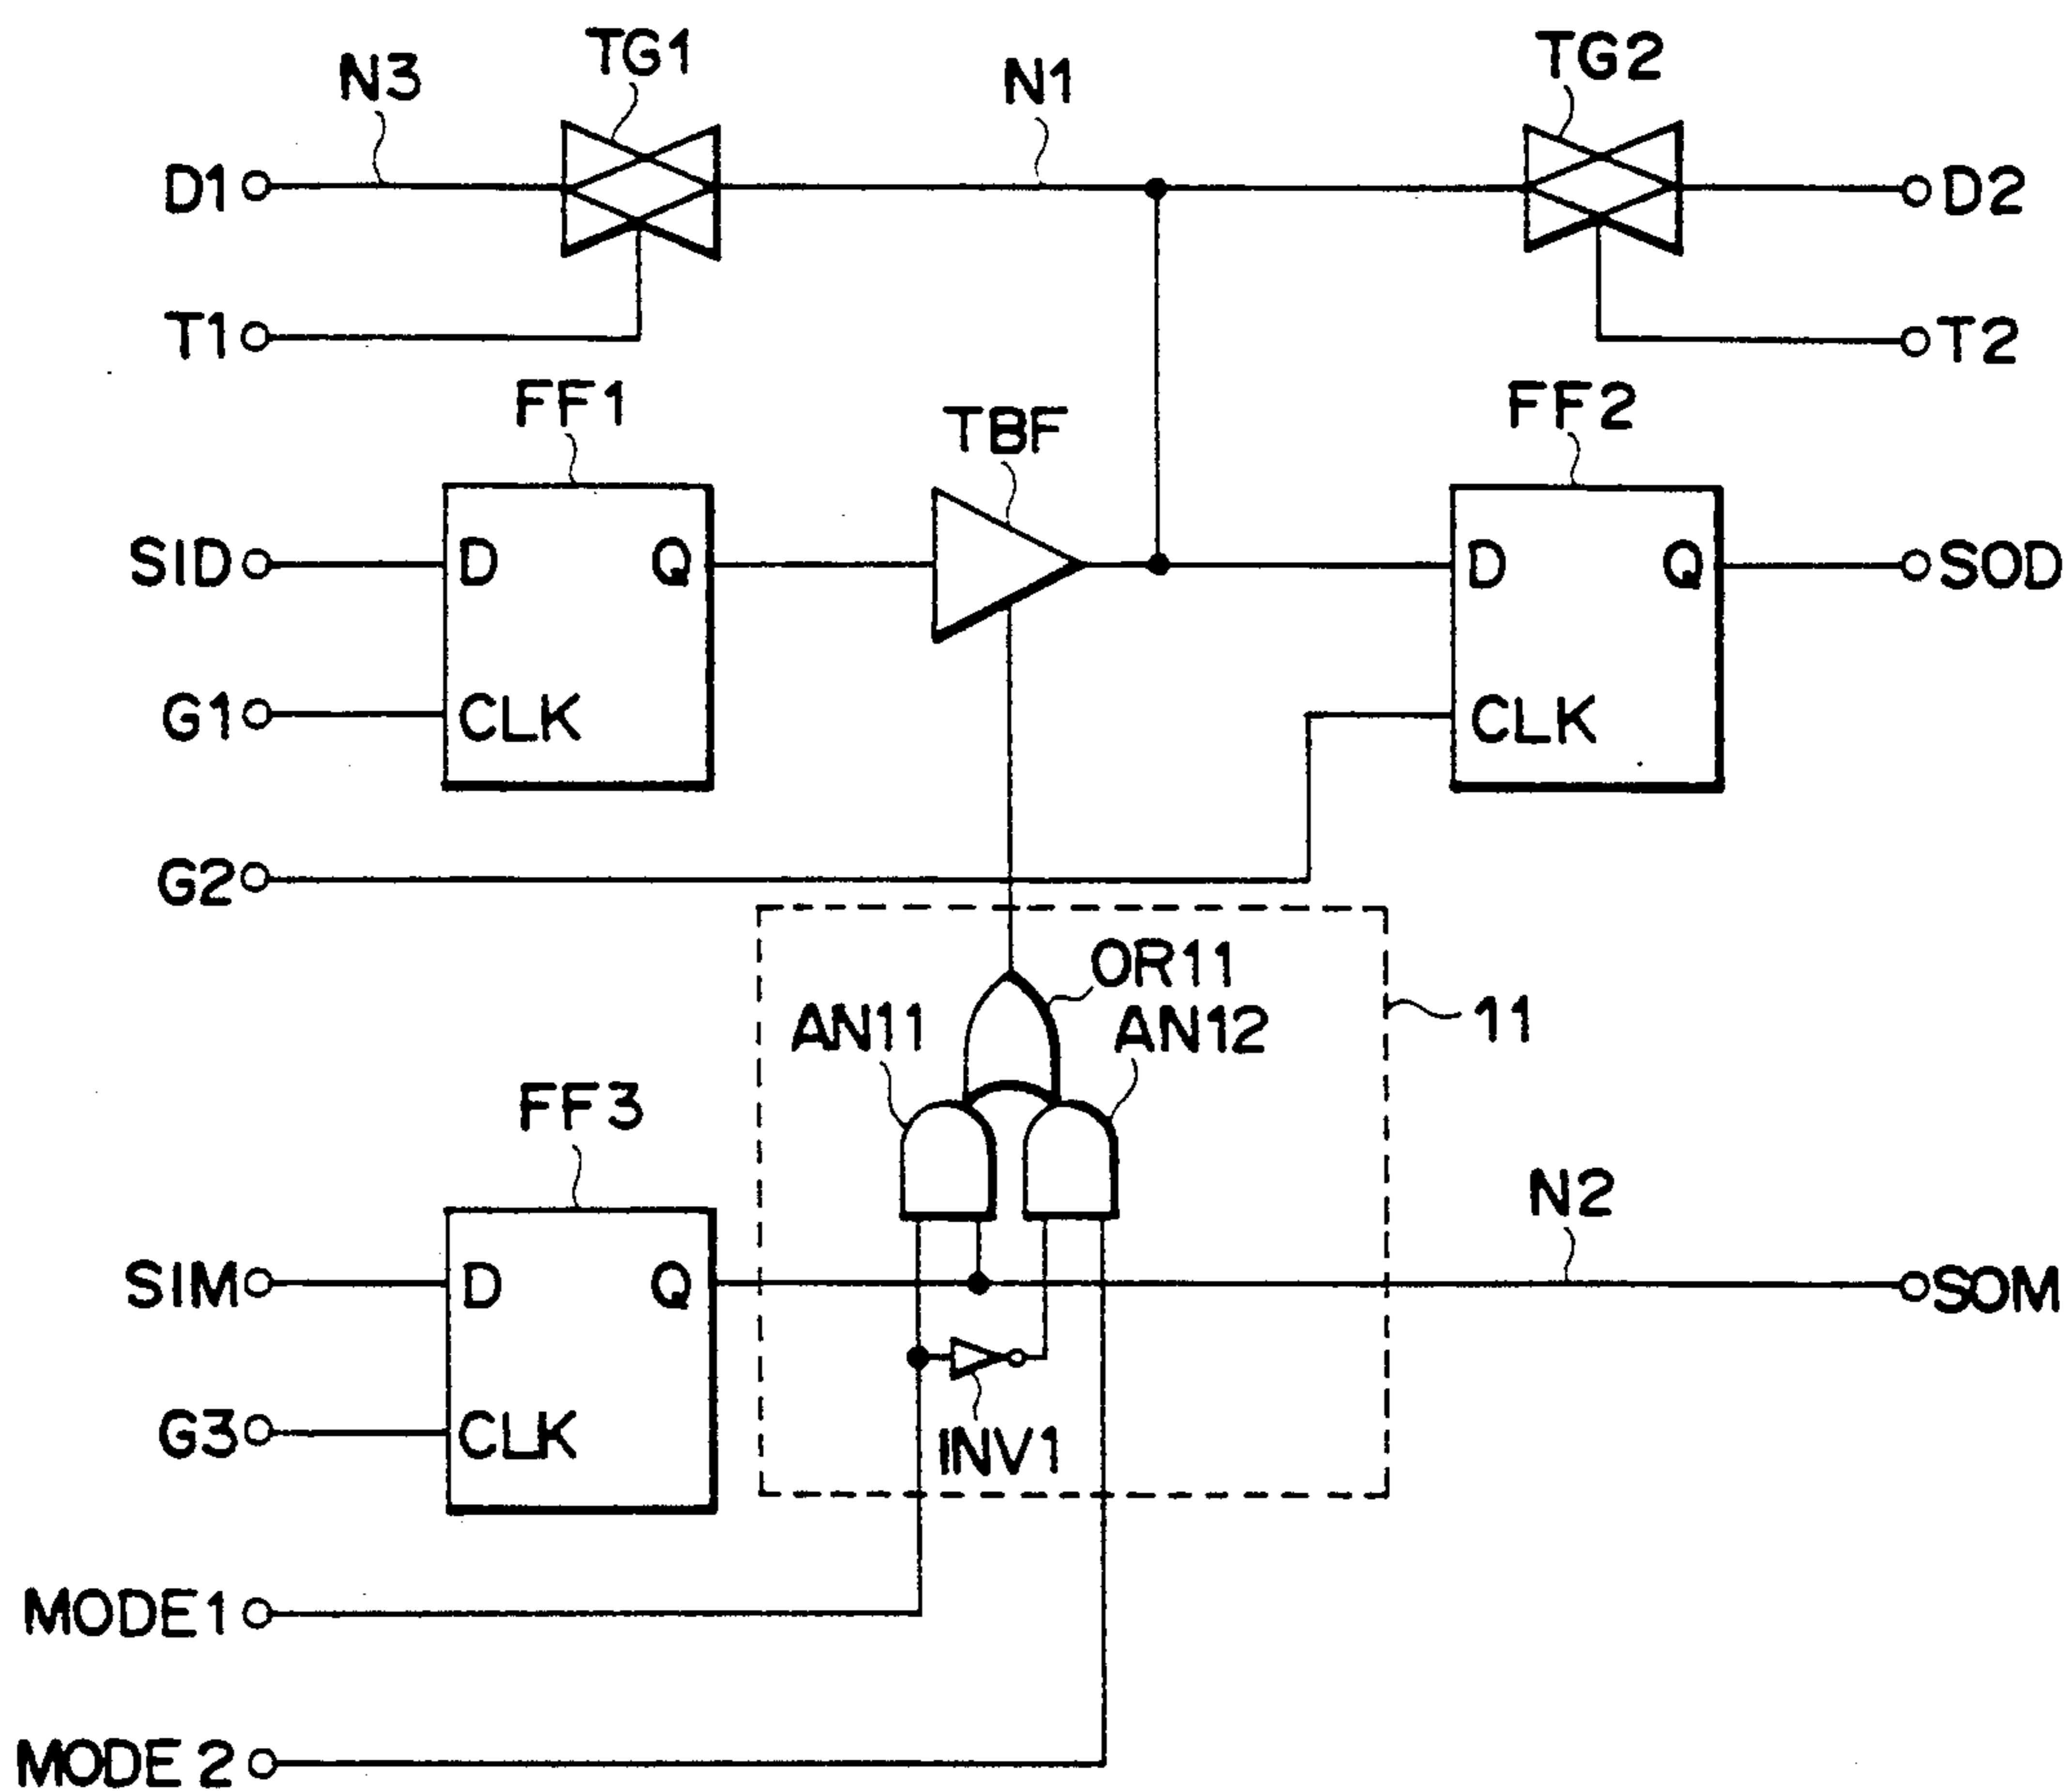 N3
TG1
N1
TG2
D1
D2
T1
T2
FF1
TBF
FF2
SID
D
Q
D
Q
SOD
G1
CLK
CLK
G2
OR11
AN11
AN12
11
FF3
N2
SIM
D
Q
SOM
G3
CLK
INV1
MODE1
MODE 2